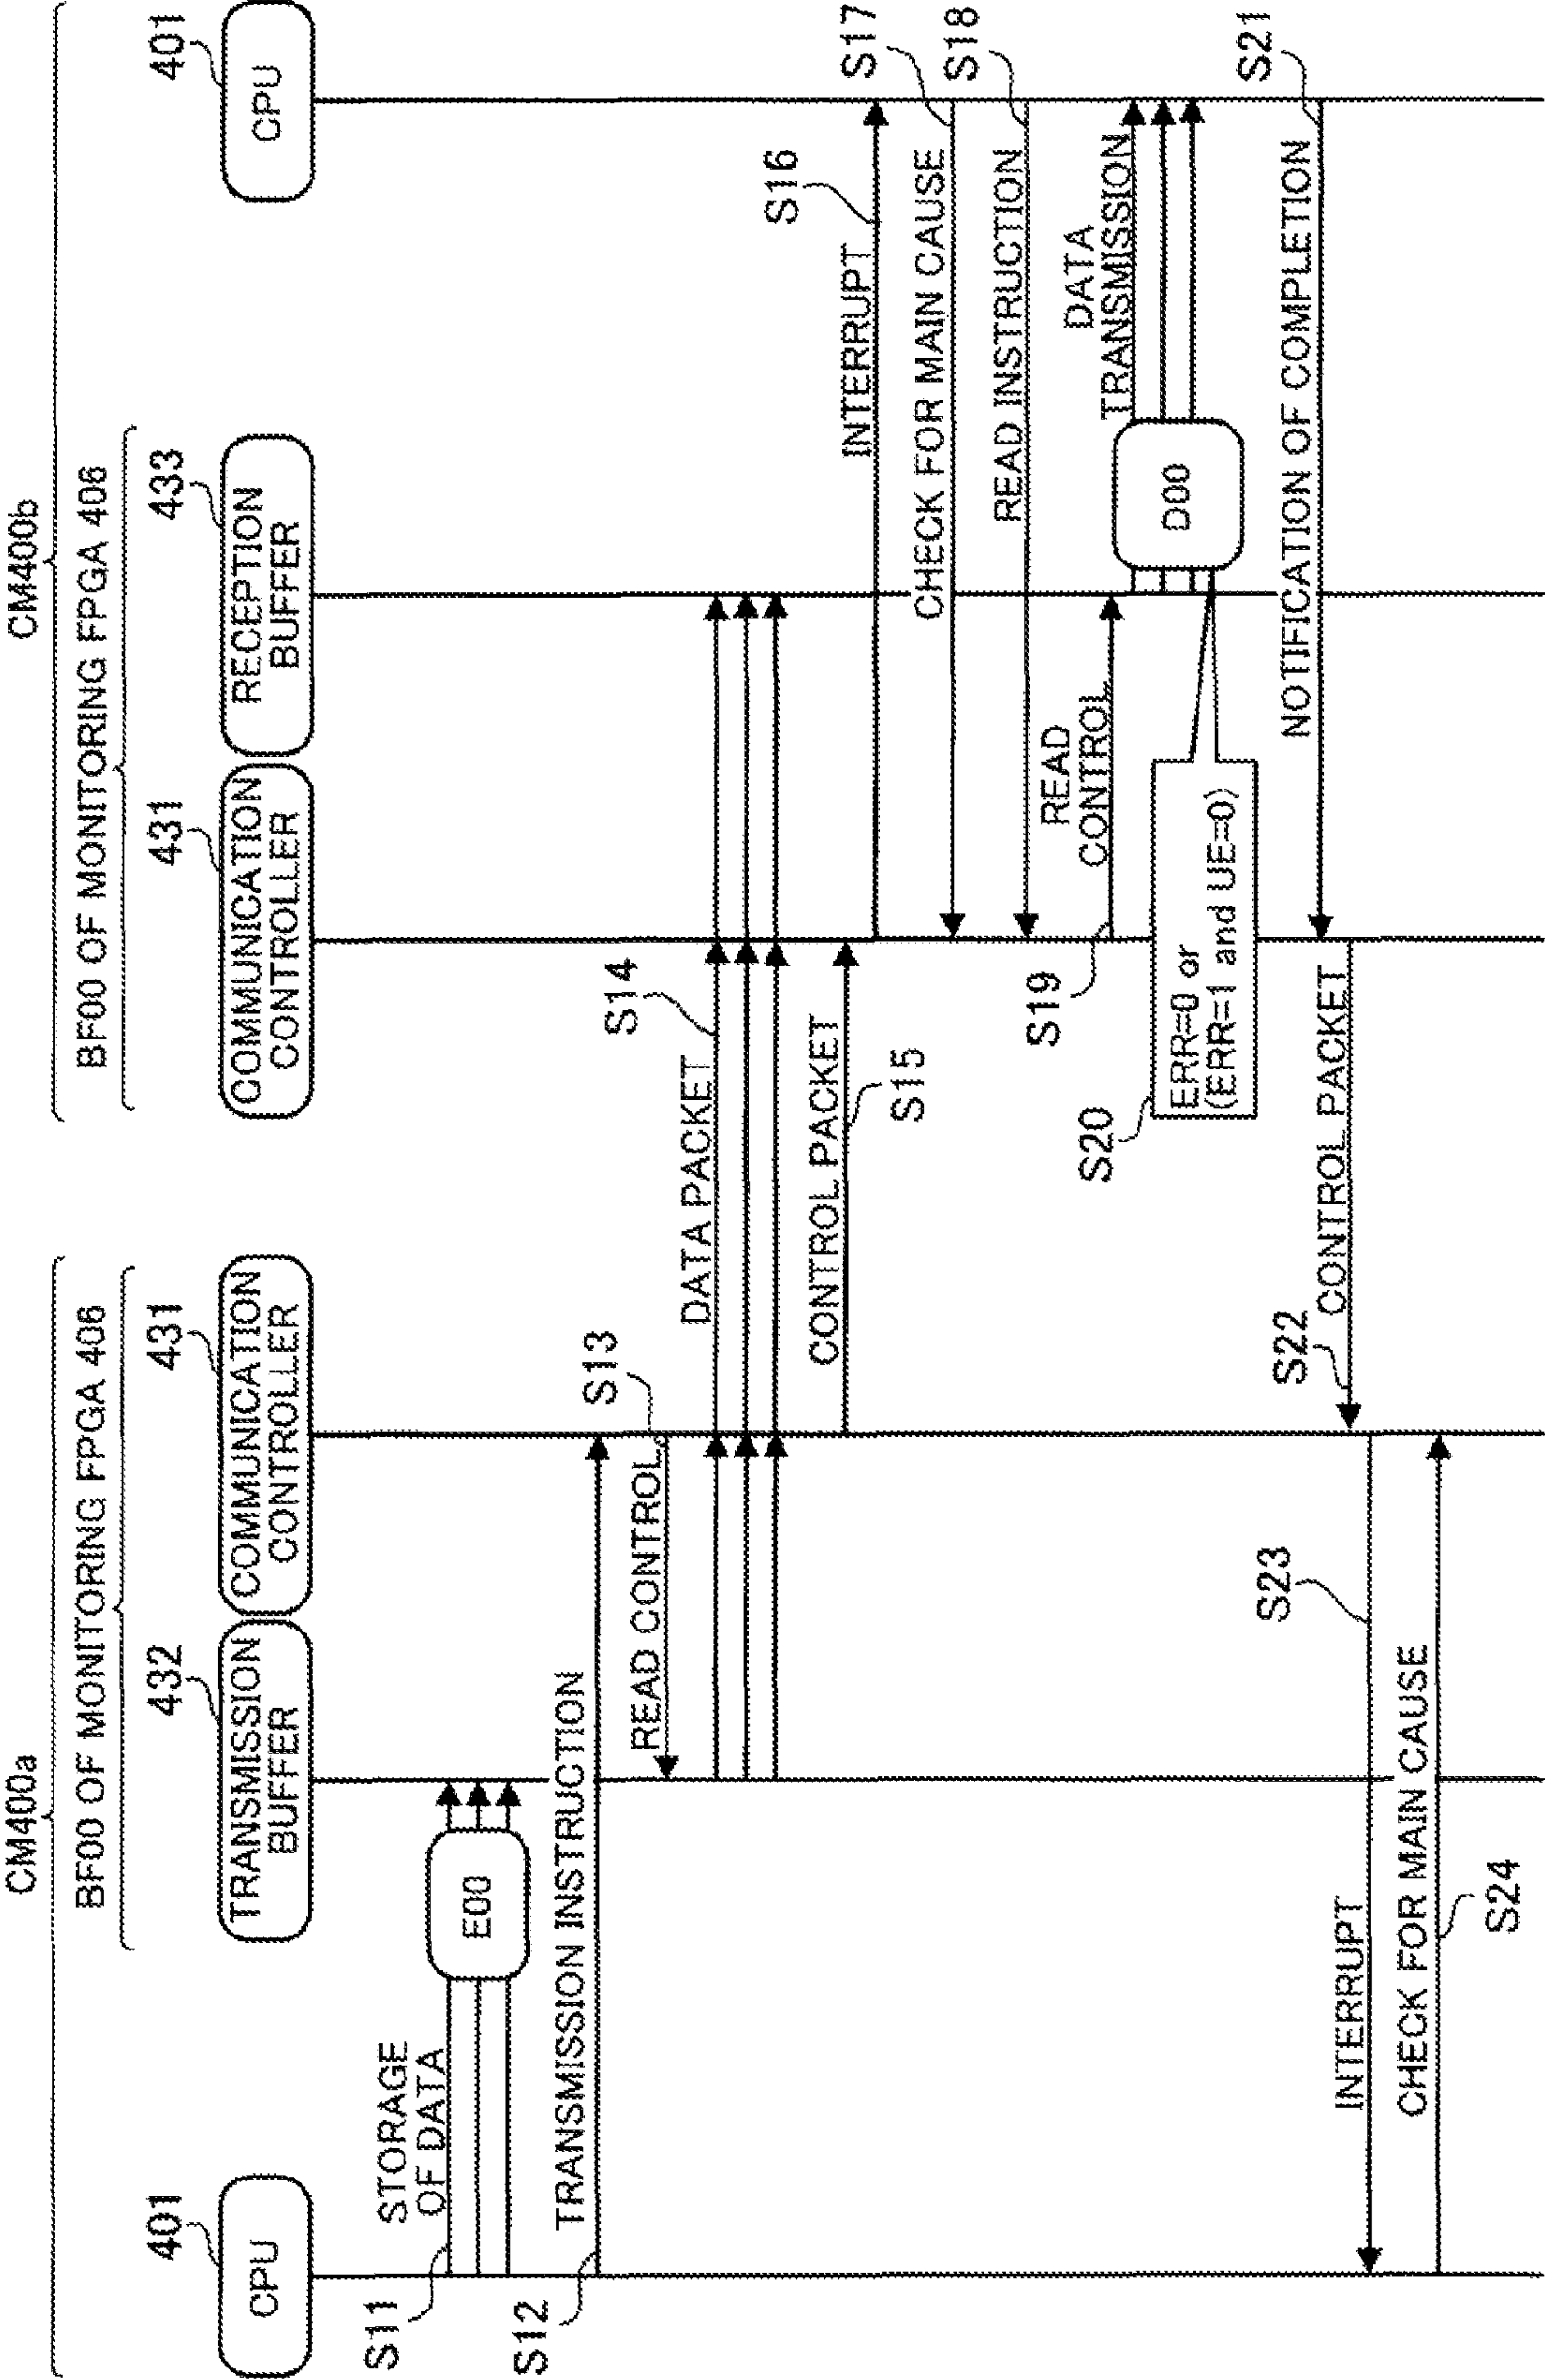 CM400a
CM400b
BF00 OF MONITORING FPGA 406
BF00 OF MONITORING FPGA 406
401
432
431
431
433
401
CPU
TRANSMISSION
BUFFER
COMMUNICATION
CONTROLLER
COMMUNICATION
CONTROLLER
RECEPTION
BUFFER
CPU
S11
STORAGE
OF DATA
E00
S12
TRANSMISSION INSTRUCTION
S13
READ CONTROL
S14
DATA PACKET
CONTROL PACKET
S15
S16
INTERRUPT
S17
CHECK FOR MAIN CAUSE
S18
READ INSTRUCTION
S19
READ
CONTROL
DATA
TRANSMISSION
D00
S20
ERR=0 or
(ERR=1 and UE=0)
S21
NOTIFICATION OF COMPLETION
S22
CONTROL PACKET
S23
INTERRUPT
CHECK FOR MAIN CAUSE
S24